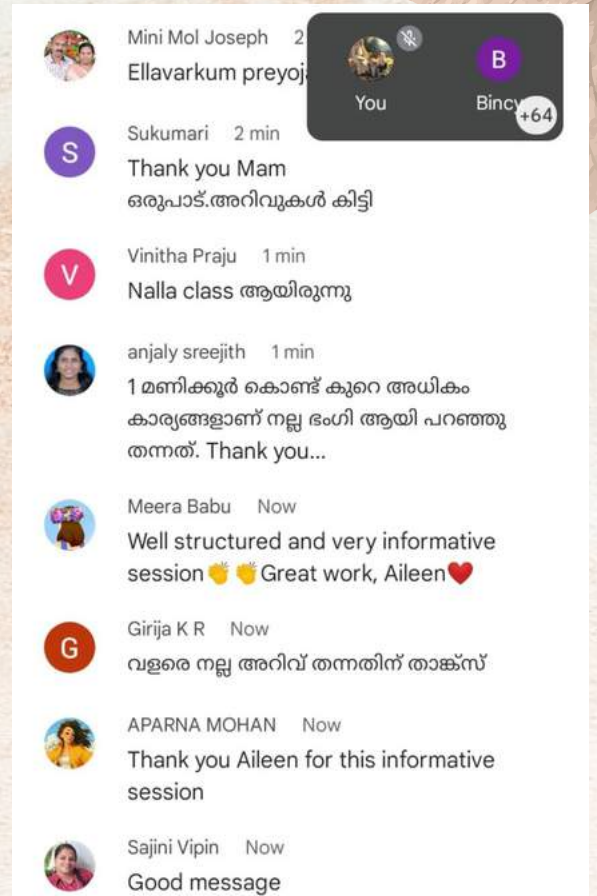 Mini Mol Joseph 2
Ellavarkum
You
B
Bincy
+64
S
Sukumari 2 min
Thank you Mam
ഒരുപാട്.അറിവുകൾ കിട്ടി
V
Vinitha Praju 1 min
Nalla class ആയിരുന്നു
anjaly sreejith 1 min
1 മണിക്കൂർ കൊണ്ട് കുറെ അധികം
കാര്യങ്ങളാണ് നല്ല ഭംഗി ആയി പറഞ്ഞു
തന്നത്. Thank you...
Meera Babu Now
Well structured and very informative
session👏👏Great work, Aileen❤️
G
Girija K R Now
വളരെ നല്ല അറിവ് തന്നതിന് താങ്ക്സ്
APARNA MOHAN Now
Thank you Aileen for this informative
session
Sajini Vipin Now
Good message